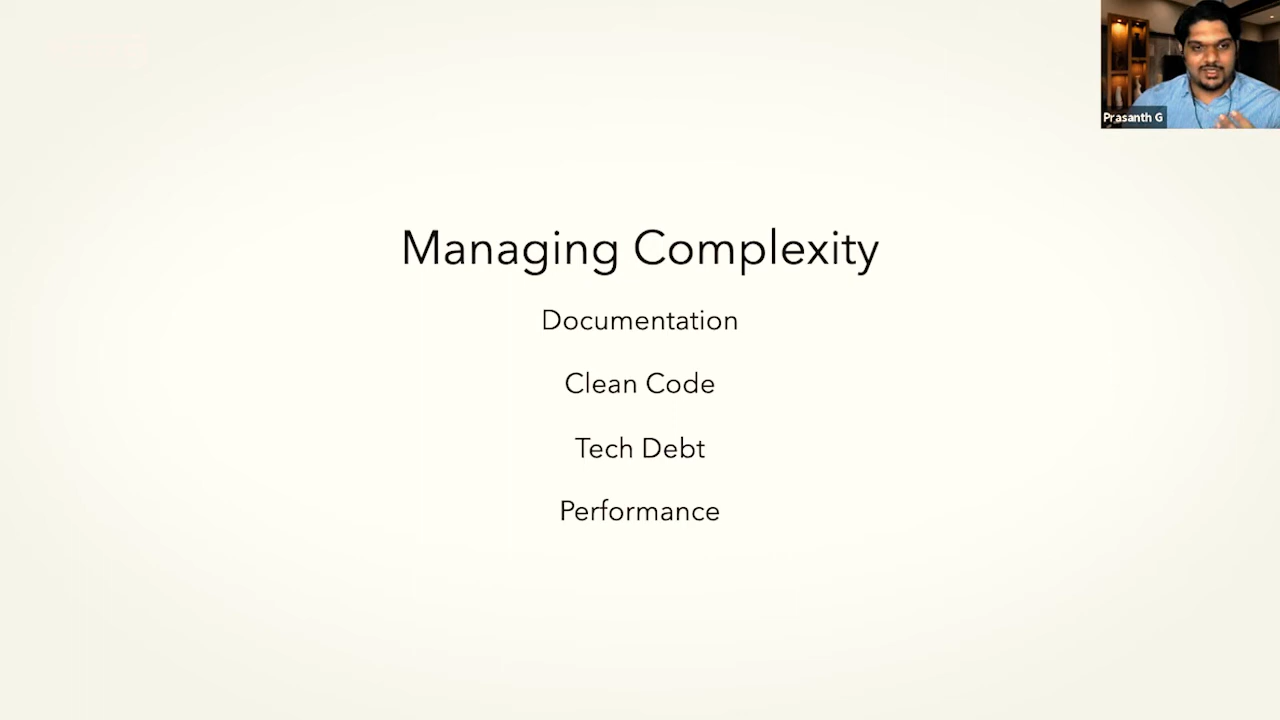 Prasanth G
Managing Complexity
Documentation
Clean Code
Tech Debt
Performance